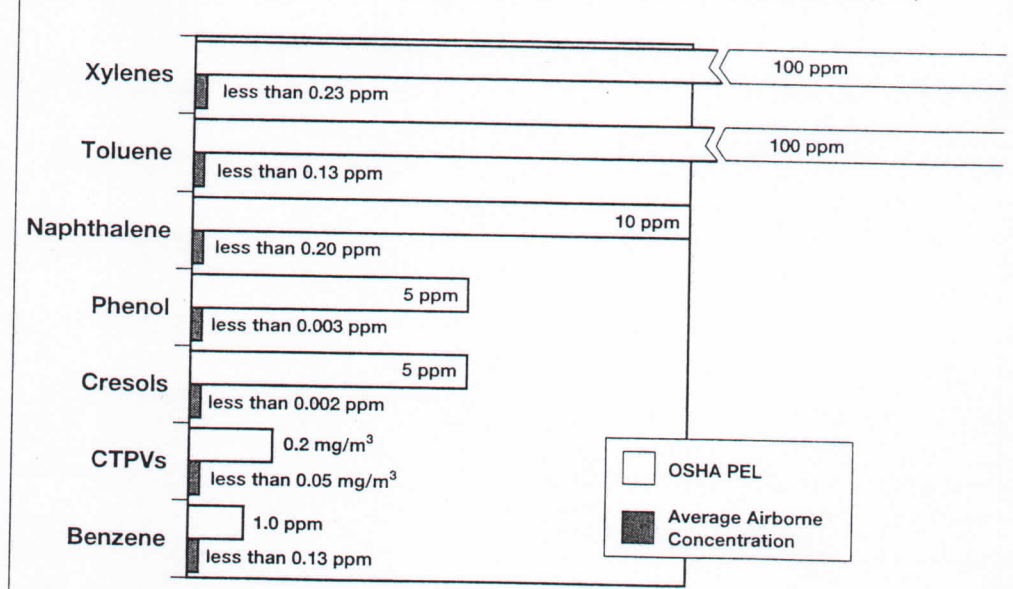 Xylenes
100 ppm
less than 0.23 ppm
Toluene
100 ppm
less than 0.13 ppm
Naphthalene
10 ppm
less than 0.20 ppm
Phenol
5 ppm
less than 0.003 ppm
Cresols
5 ppm
less than 0.002 ppm
CTPVs
0.2 mg/m³
less than 0.05 mg/m³
Benzene
1.0 ppm
less than 0.13 ppm
OSHA PEL
Average Airborne
Concentration